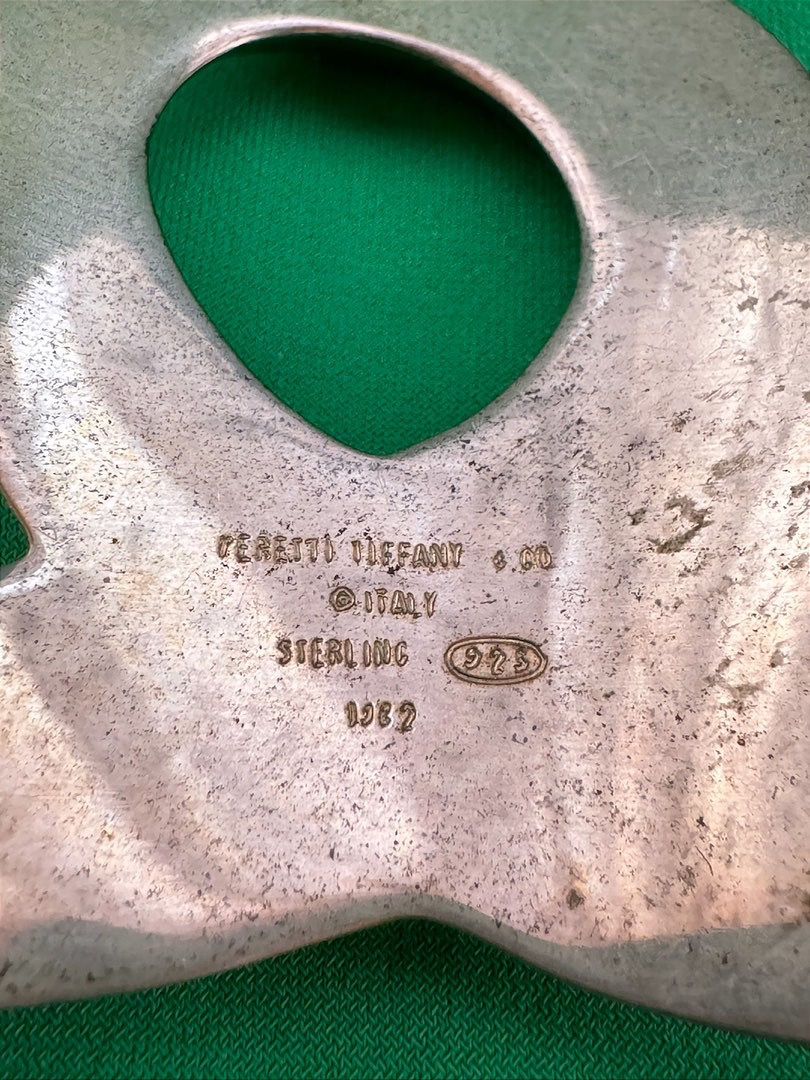 PERETTI TIFFANY & CO
© ITALY
STERLING 925
1982